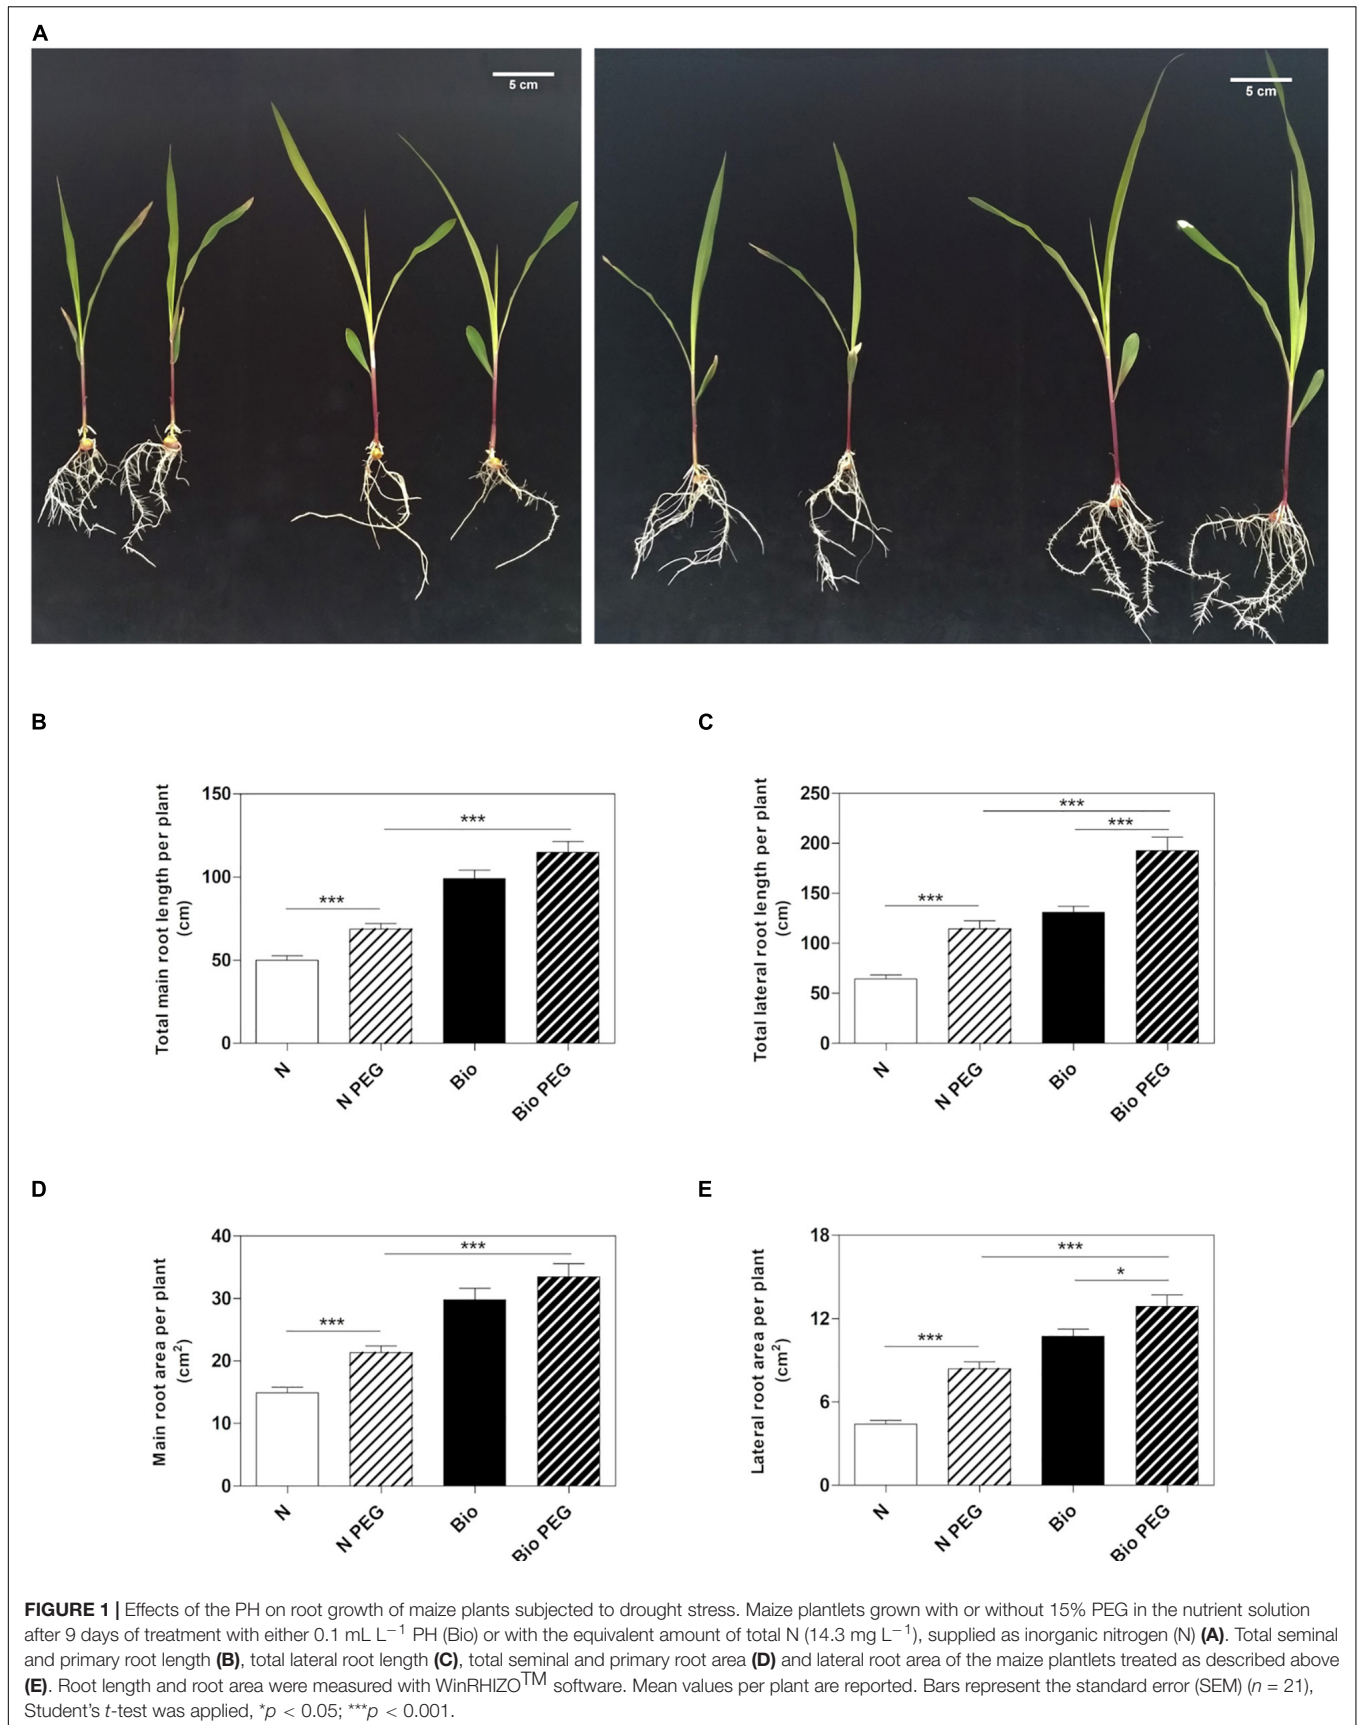 A
5 cm
5 cm
B
Total main root length per plant
(cm)
150
100
50
0
***
***
N
N PEG
Bio
Bio PEG
C
Total lateral root length per plant
(cm)
250
200
150
100
50
0
***
***
***
N
N PEG
Bio
Bio PEG
D
Main root area per plant
(cm²)
40
30
20
10
0
***
***
N
N PEG
Bio
Bio PEG
E
Lateral root area per plant
(cm²)
18
12
6
0
***
*
***
N
N PEG
Bio
Bio PEG
FIGURE 1 | Effects of the PH on root growth of maize plants subjected to drought stress. Maize plantlets grown with or without 15% PEG in the nutrient solution
after 9 days of treatment with either 0.1 mL L⁻¹ PH (Bio) or with the equivalent amount of total N (14.3 mg L⁻¹), supplied as inorganic nitrogen (N) (A). Total seminal
and primary root length (B), total lateral root length (C), total seminal and primary root area (D) and lateral root area of the maize plantlets treated as described above
(E). Root length and root area were measured with WinRHIZO™ software. Mean values per plant are reported. Bars represent the standard error (SEM) (n = 21),
Student's t-test was applied, *p < 0.05; ***p < 0.001.